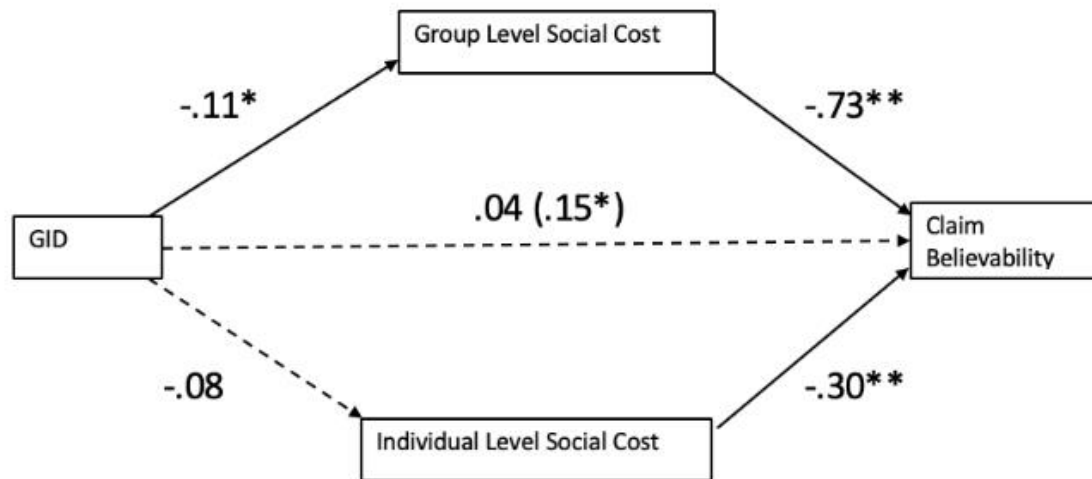 Group Level Social Cost
-.11*
-.73**
.04 (.15*)
GID
Claim
Believability
-.08
-.30**
Individual Level Social Cost